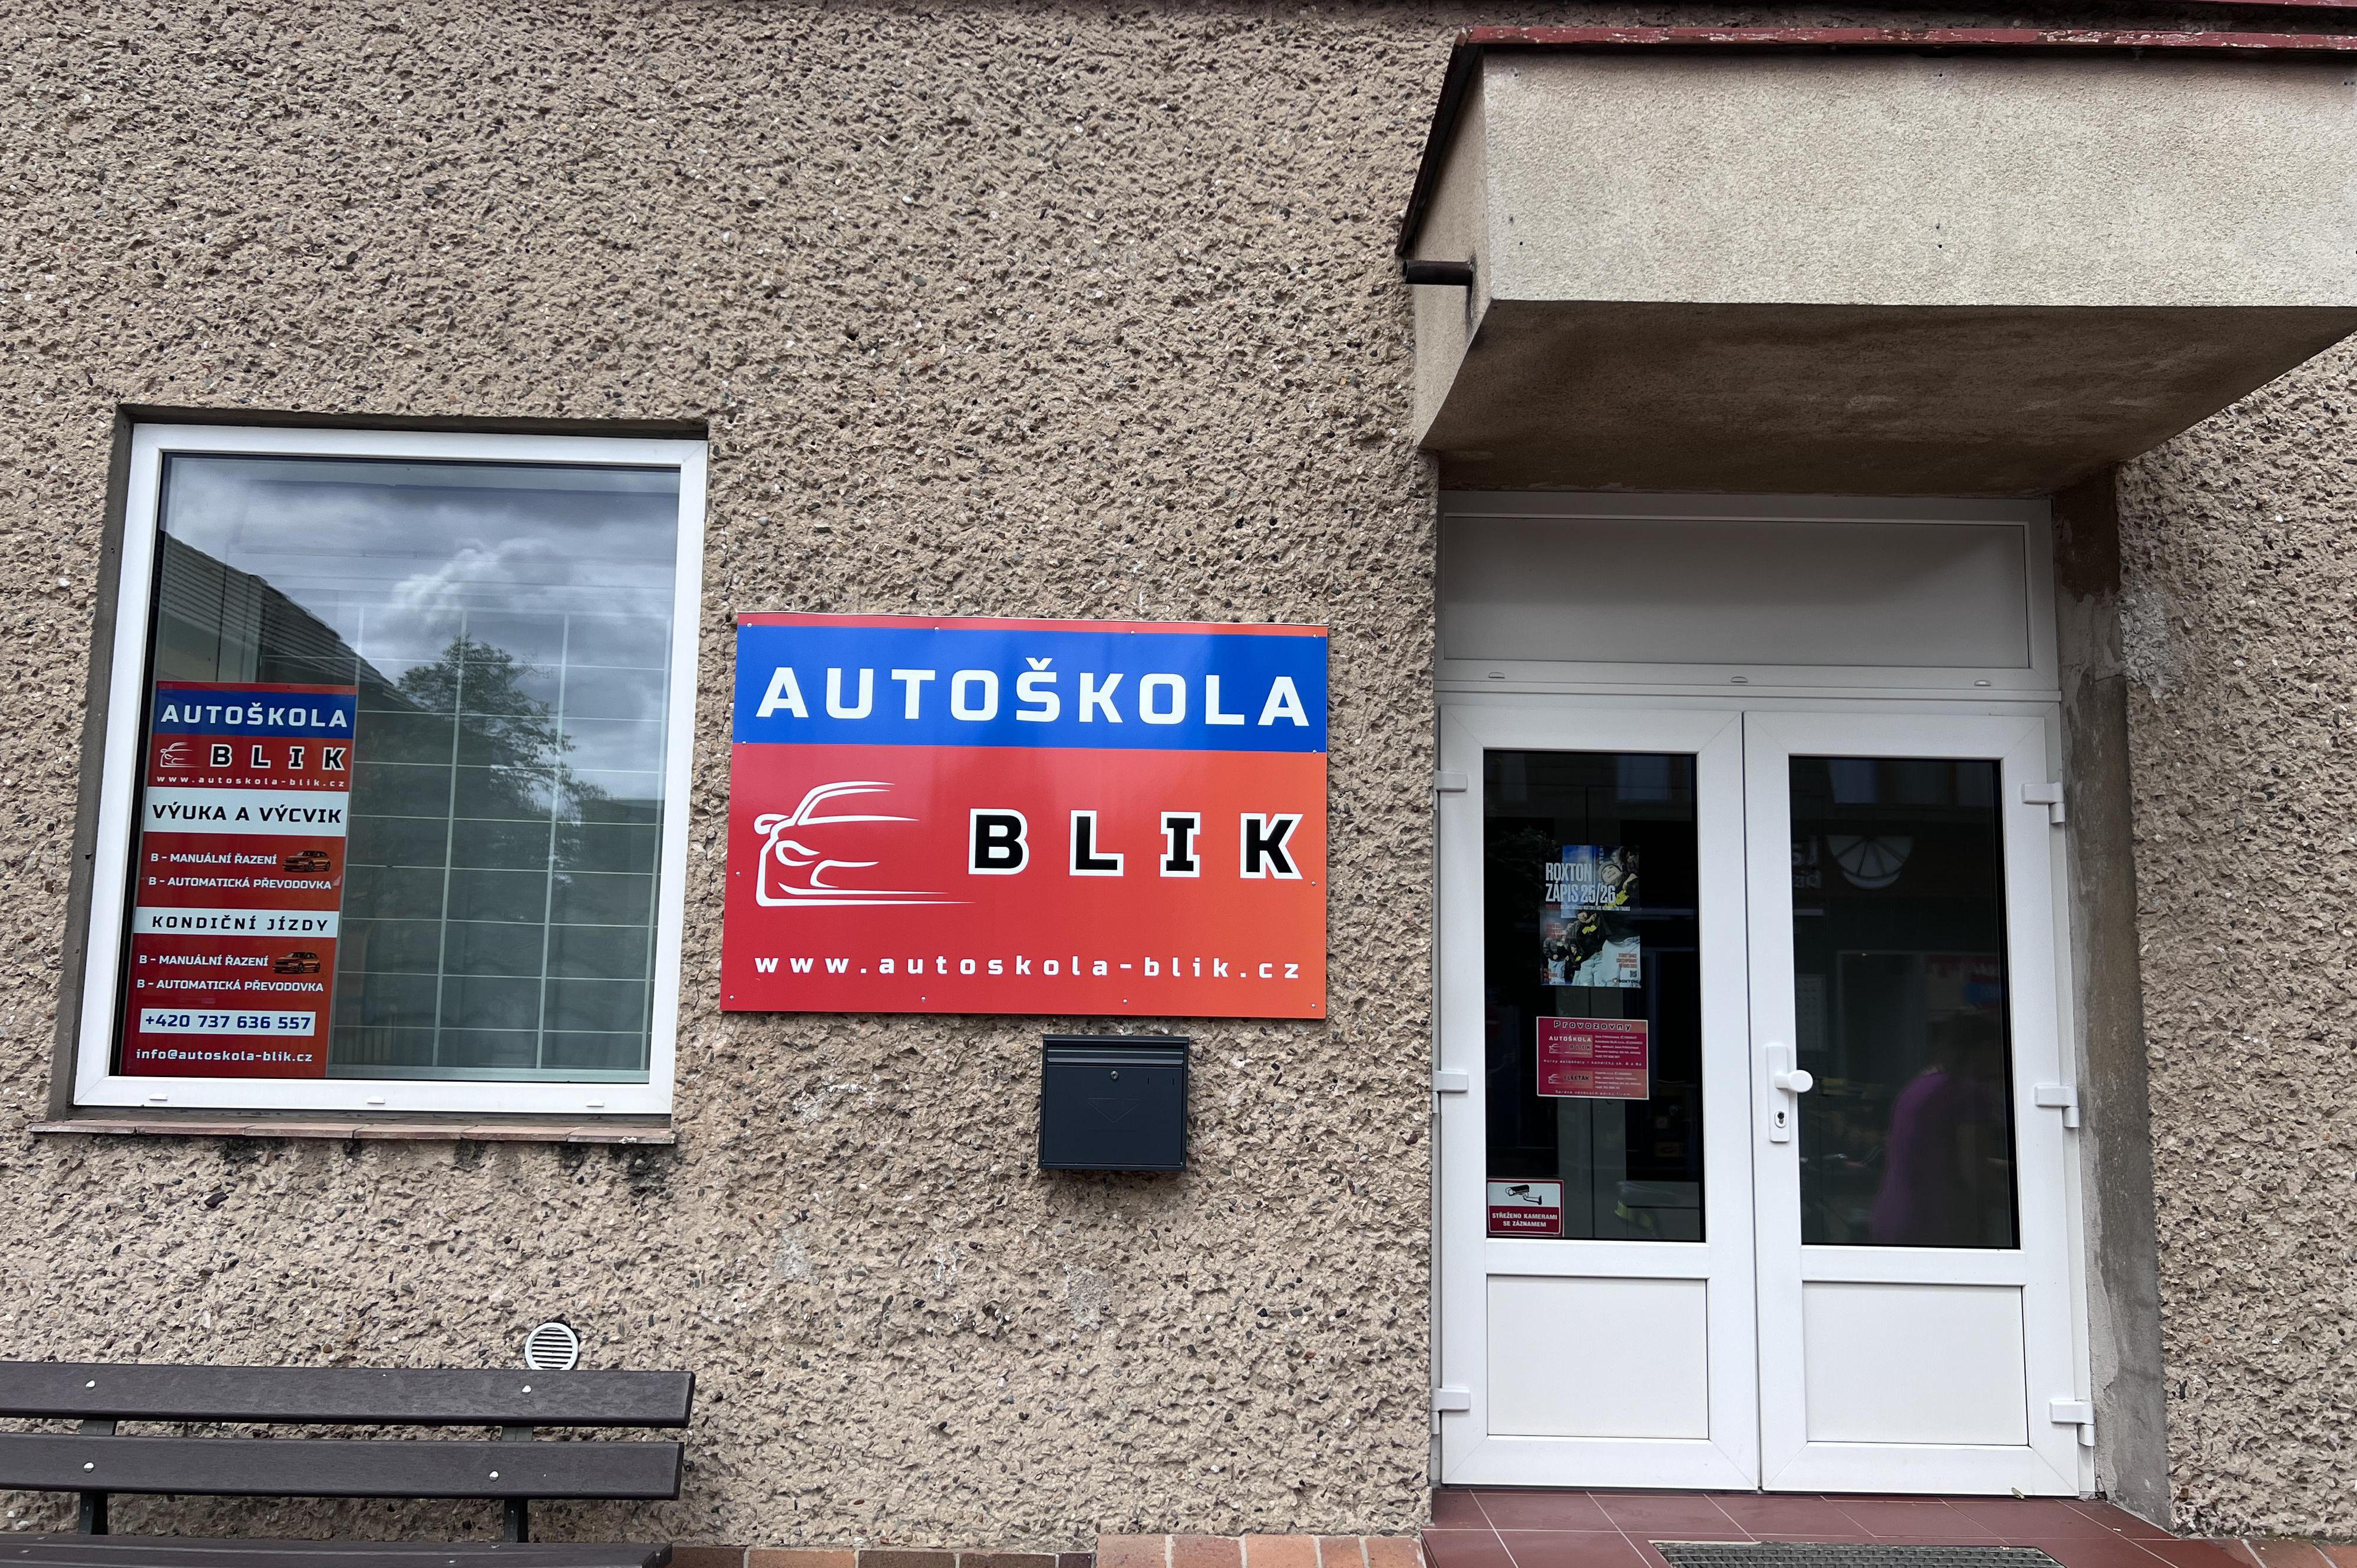 AUTOŠKOLA
BLIK
www.autoskola-blik.cz
VÝUKA A VÝCVIK
B - MANUÁLNÍ ŘAZENÍ
B - AUTOMATICKÁ PŘEVODOVKA
KONDIČNÍ JÍZDY
B - MANUÁLNÍ ŘAZENÍ
B - AUTOMATICKÁ PŘEVODOVKA
+420 737 636 557
info@autoskola-blik.cz
AUTOŠKOLA
BLIK
www.autoskola-blik.cz
ROXTON
ZÁPIS 25/26
Provozovny
AUTOŠKOLA
BLIK
STŘEŽENO KAMERAMI
SE ZÁZNAMEM